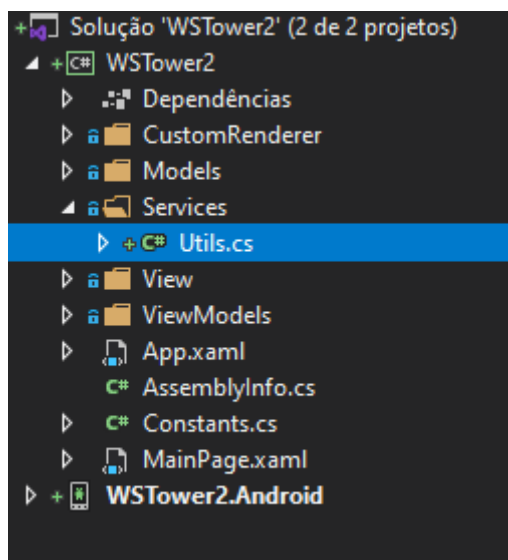 Solução 'WSTower2' (2 de 2 projetos)
C# WSTower2
Dependências
CustomRenderer
Models
Services
C# Utils.cs
View
ViewModels
App.xaml
C# AssemblyInfo.cs
C# Constants.cs
MainPage.xaml
WSTower2.Android